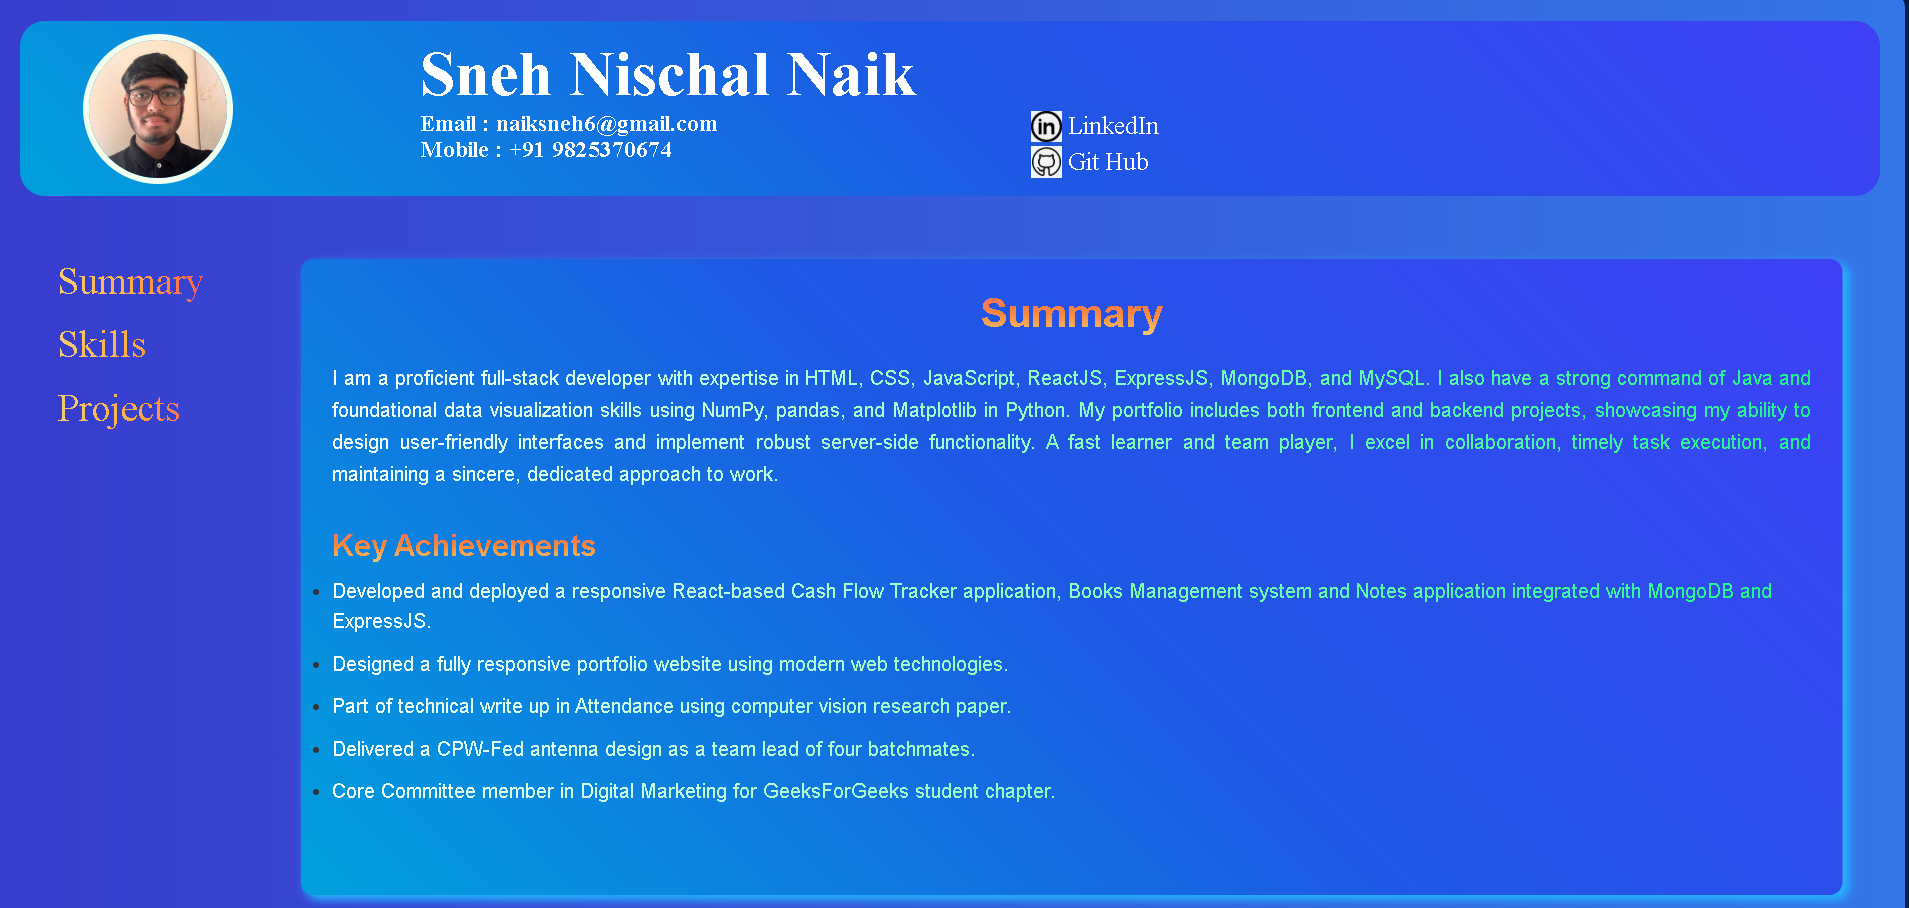 Sneh Nischal Naik
Email : naiksneh6@gmail.com
Mobile : +91 9825370674
in LinkedIn
Git Hub
Summary
Skills
Projects
Summary
I am a proficient full-stack developer with expertise in HTML, CSS, JavaScript, ReactJS, ExpressJS, MongoDB, and MySQL. I also have a strong command of Java and
foundational data visualization skills using NumPy, pandas, and Matplotlib in Python. My portfolio includes both frontend and backend projects, showcasing my ability to
design user-friendly interfaces and implement robust server-side functionality. A fast learner and team player, I excel in collaboration, timely task execution, and
maintaining a sincere, dedicated approach to work.
Key Achievements
• Developed and deployed a responsive React-based Cash Flow Tracker application, Books Management system and Notes application integrated with MongoDB and
ExpressJS.
• Designed a fully responsive portfolio website using modern web technologies.
• Part of technical write up in Attendance using computer vision research paper.
• Delivered a CPW-Fed antenna design as a team lead of four batchmates.
• Core Committee member in Digital Marketing for GeeksForGeeks student chapter.